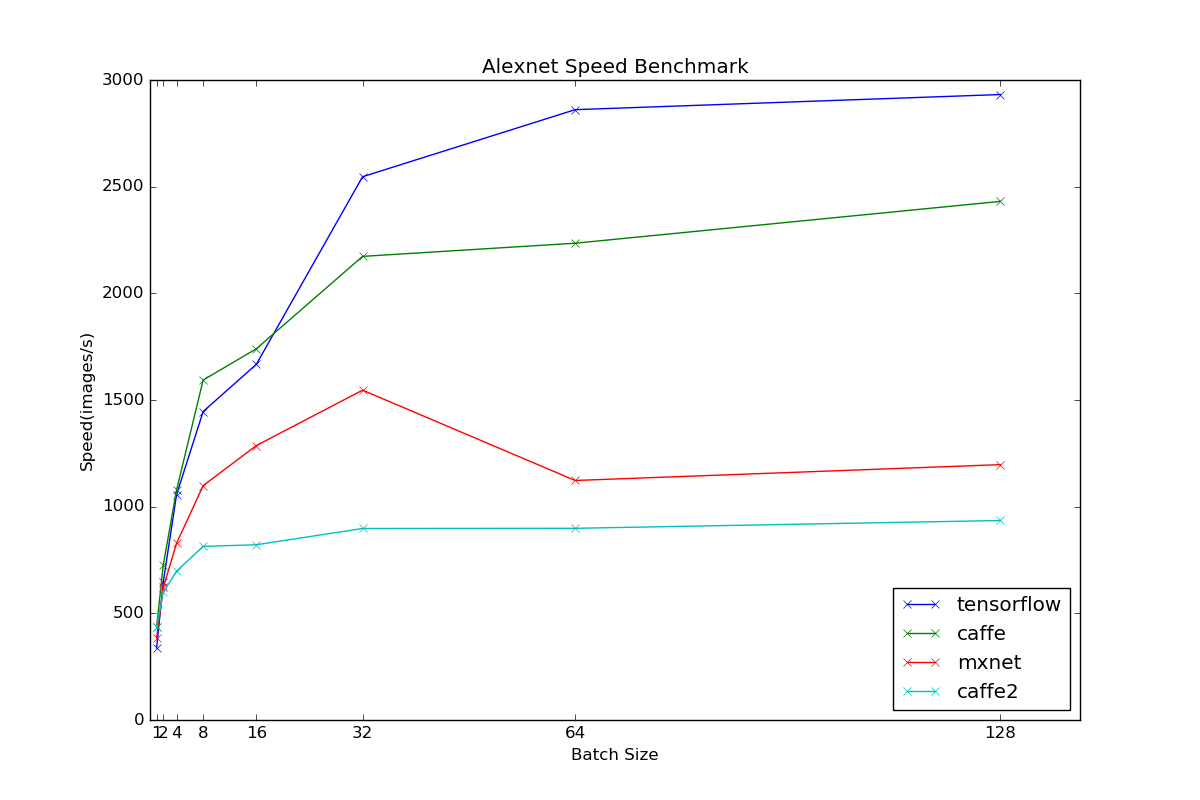 Alexnet Speed Benchmark
3000
2500
2000
1500
1000
500
0
Speed(images/s)
1 2 4 8 16 32 64 128
Batch Size
tensorflow
caffe
mxnet
caffe2